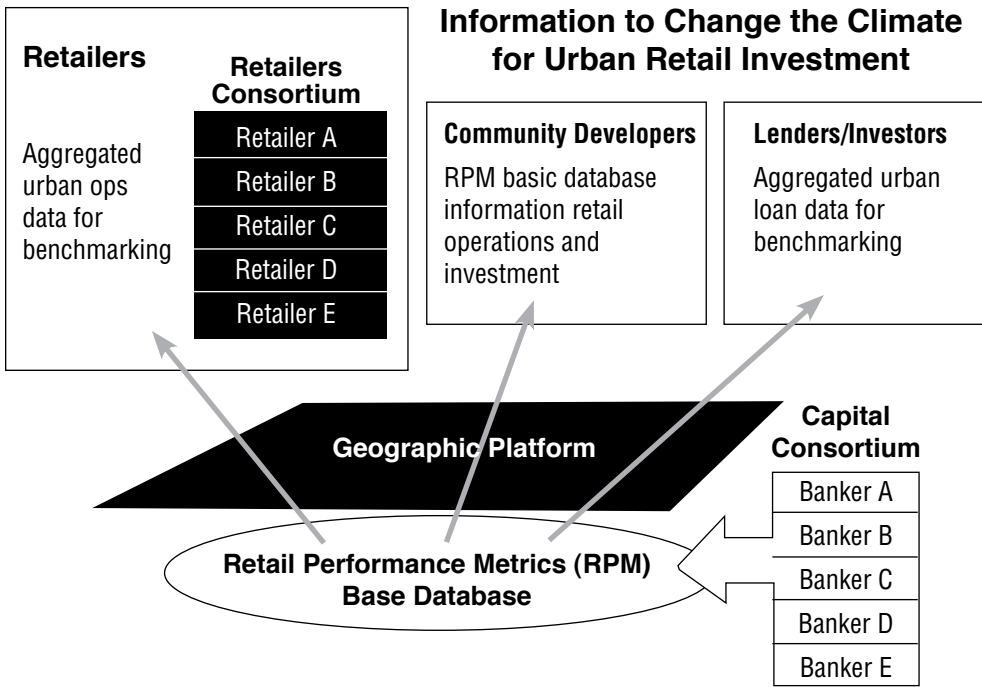 Information to Change the Climate
for Urban Retail Investment
Retailers
Aggregated
urban ops
data for
benchmarking
Retailers
Consortium
Retailer A
Retailer B
Retailer C
Retailer D
Retailer E
Community Developers
RPM basic database
information retail
operations and
investment
Lenders/Investors
Aggregated urban
loan data for
benchmarking
Geographic Platform
Retail Performance Metrics (RPM)
Base Database
Capital
Consortium
Banker A
Banker B
Banker C
Banker D
Banker E